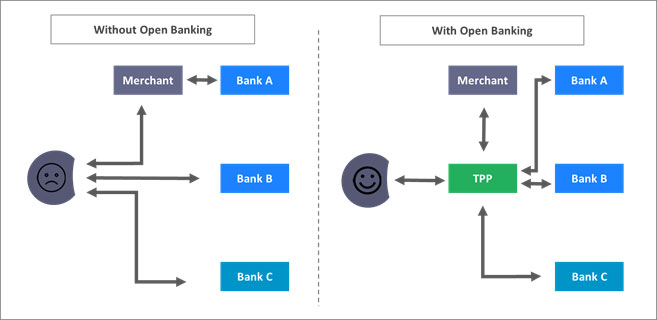 Without Open Banking
Merchant
Bank A
Bank B
Bank C
With Open Banking
Merchant
Bank A
TPP
Bank B
Bank C